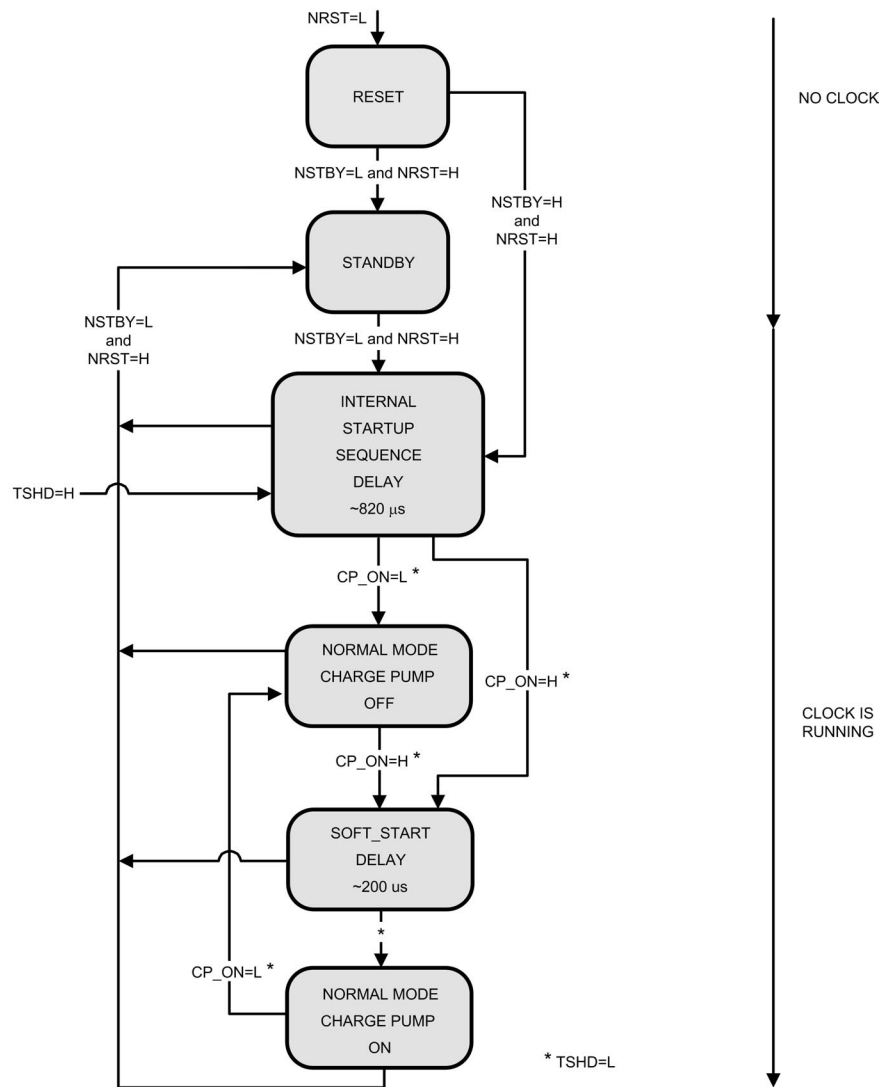 NRST=L
RESET
NO CLOCK
NSTBY=L and NRST=H
NSTBY=H
and
NRST=H
STANDBY
NSTBY=L
and
NRST=H
NSTBY=L and NRST=H
INTERNAL
STARTUP
SEQUENCE
DELAY
~820 μs
TSHD=H
CP_ON=L *
NORMAL MODE
CHARGE PUMP
OFF
CP_ON=H *
CLOCK IS
RUNNING
CP_ON=H *
SOFT_START
DELAY
~200 us
*
CP_ON=L *
NORMAL MODE
CHARGE PUMP
ON
* TSHD=L